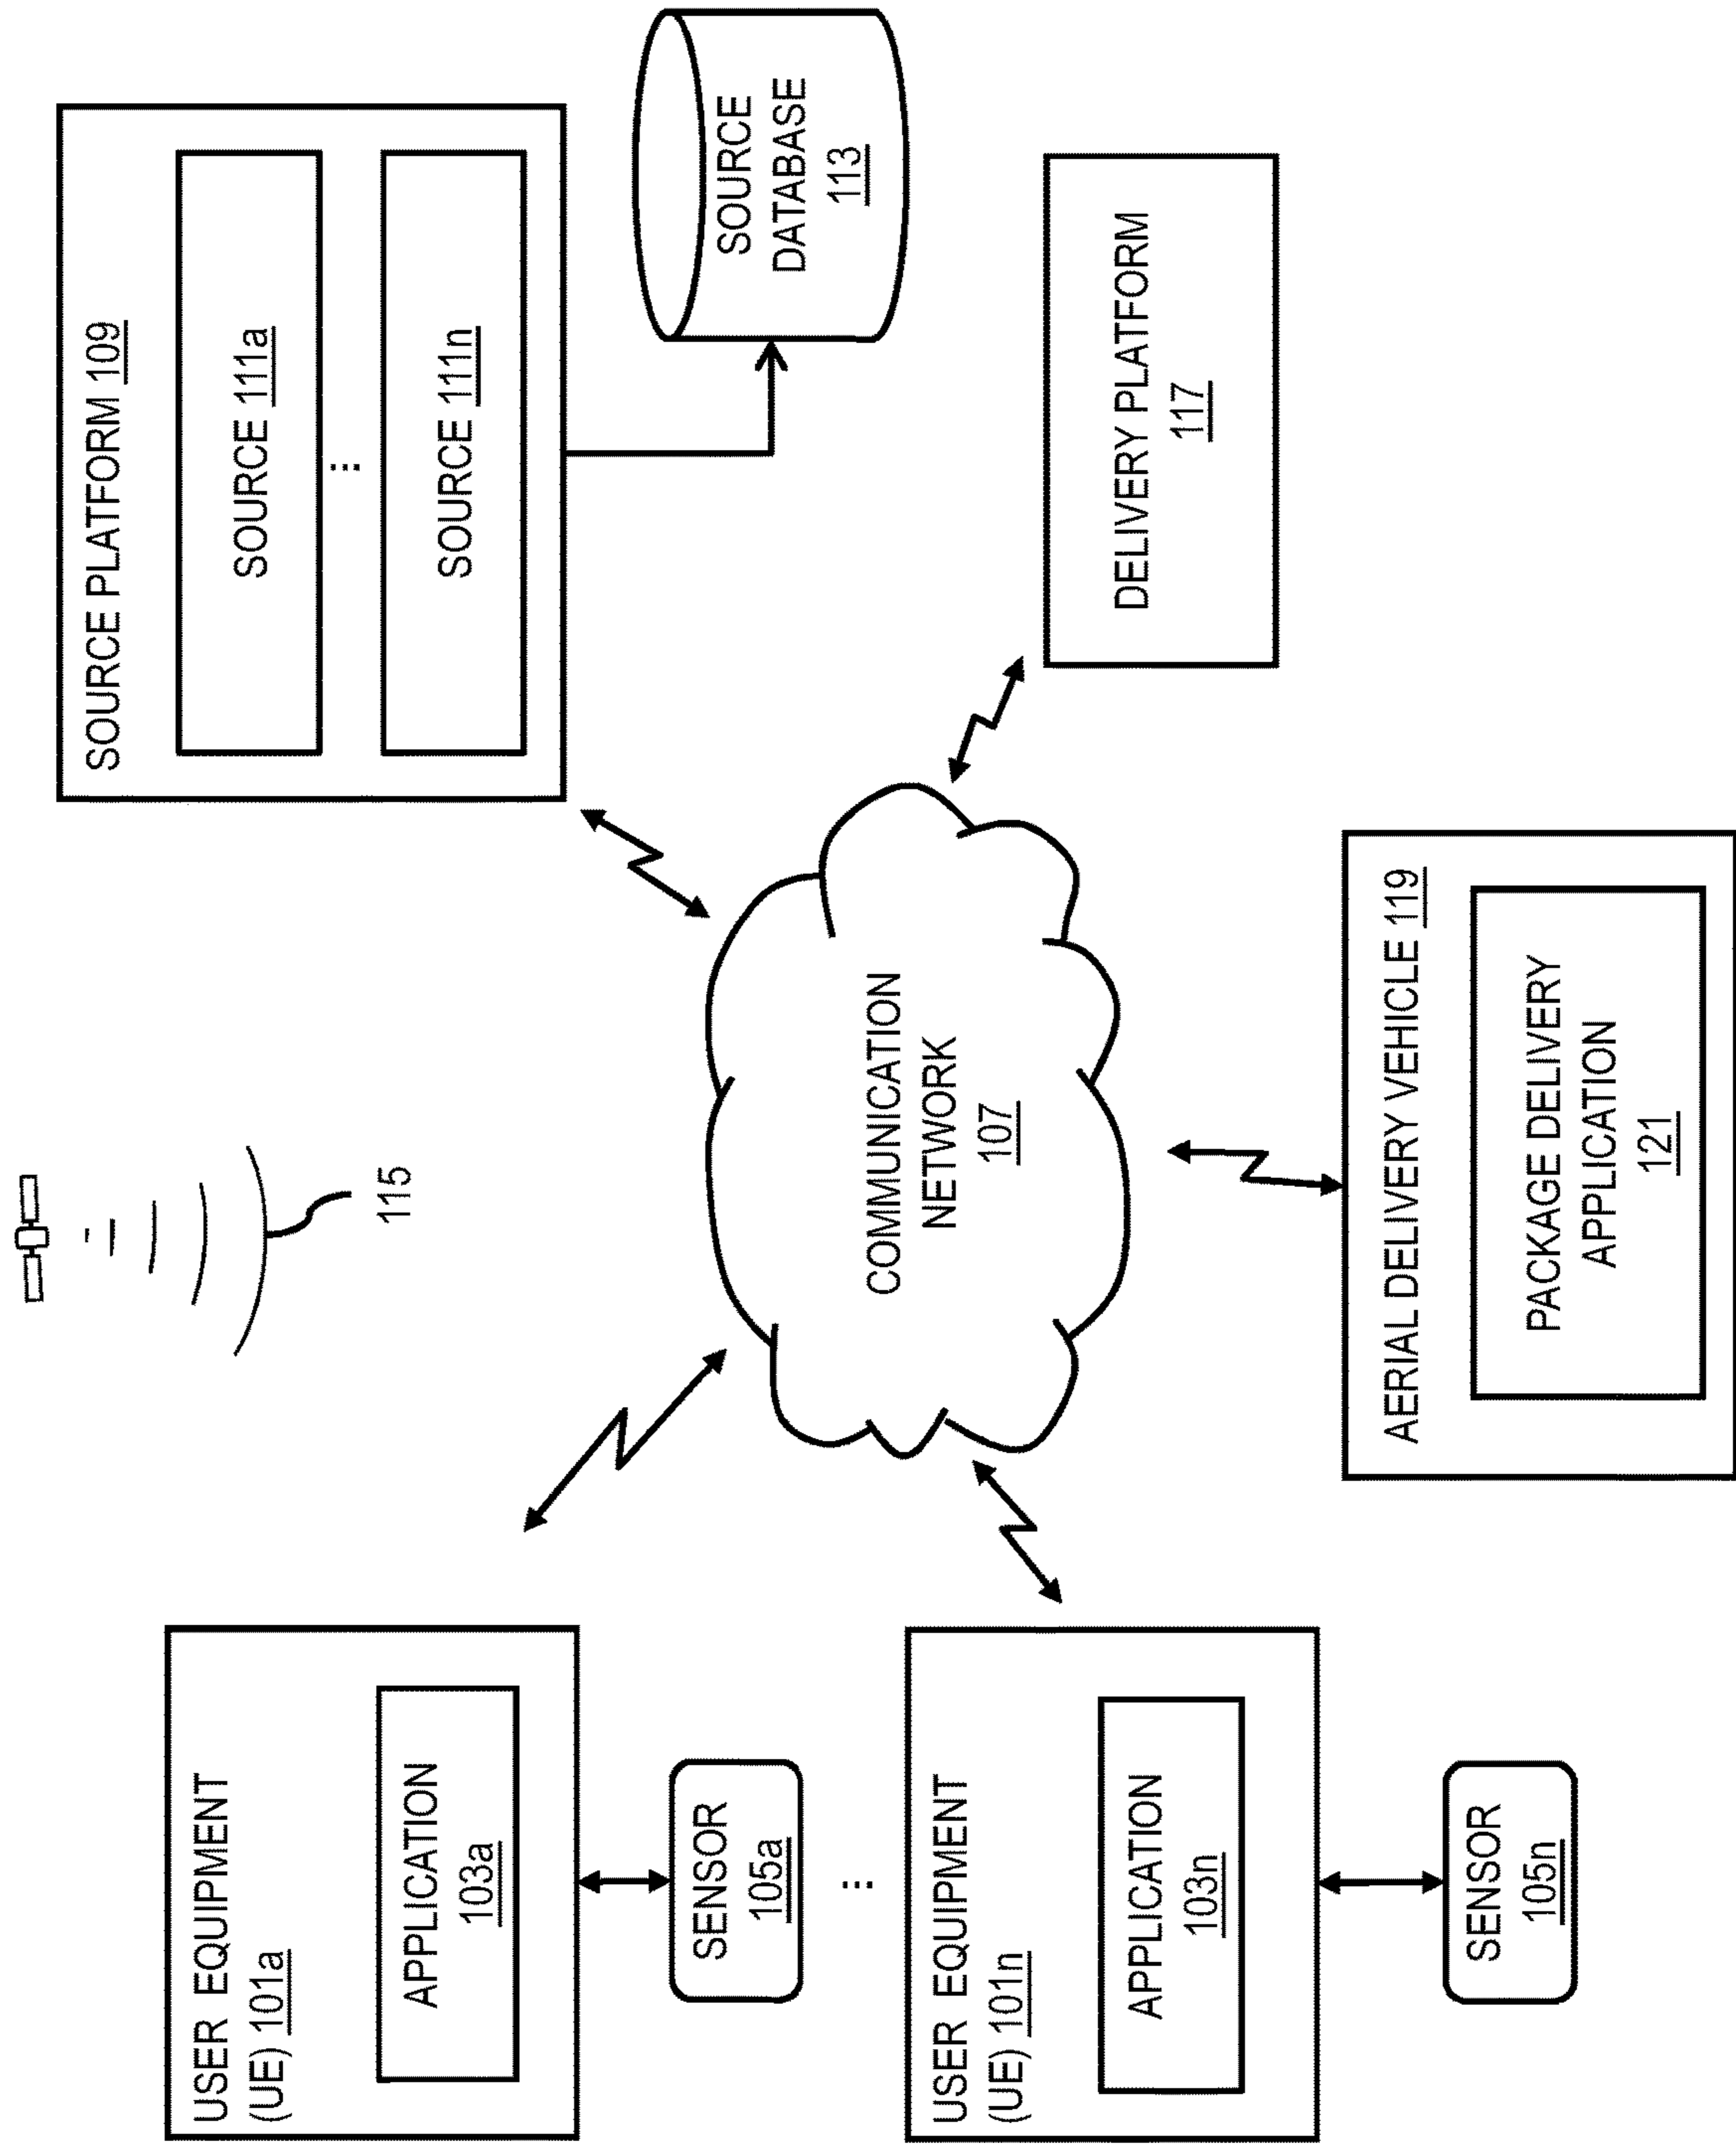 115
USER EQUIPMENT
(UE) 101a
APPLICATION
103a
SENSOR
105a
...
USER EQUIPMENT
(UE) 101n
APPLICATION
103n
SENSOR
105n
COMMUNICATION
NETWORK
107
SOURCE PLATFORM 109
SOURCE 111a
...
SOURCE 111n
SOURCE
DATABASE
113
DELIVERY PLATFORM
117
AERIAL DELIVERY VEHICLE 119
PACKAGE DELIVERY
APPLICATION
121